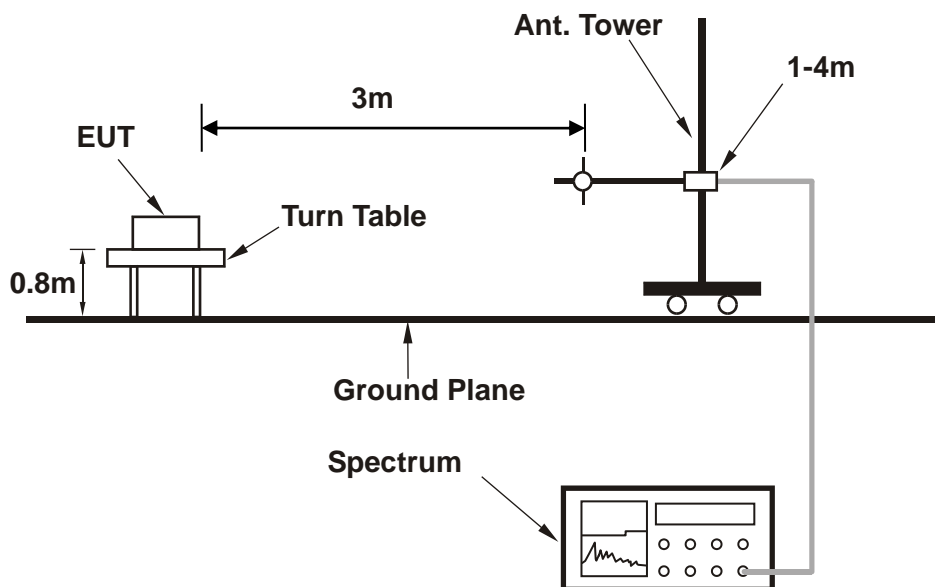 Ant. Tower
1-4m
3m
EUT
Turn Table
0.8m
Ground Plane
Spectrum